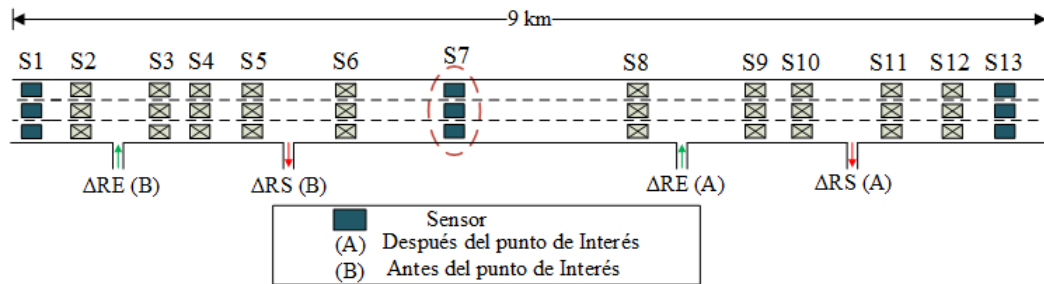 9 km
S1 S2 S3 S4 S5 S6 S7 S8 S9 S10 S11 S12 S13
ΔRE (B) ΔRS (B) ΔRE (A) ΔRS (A)
Sensor
(A) Después del punto de Interés
(B) Antes del punto de Interés